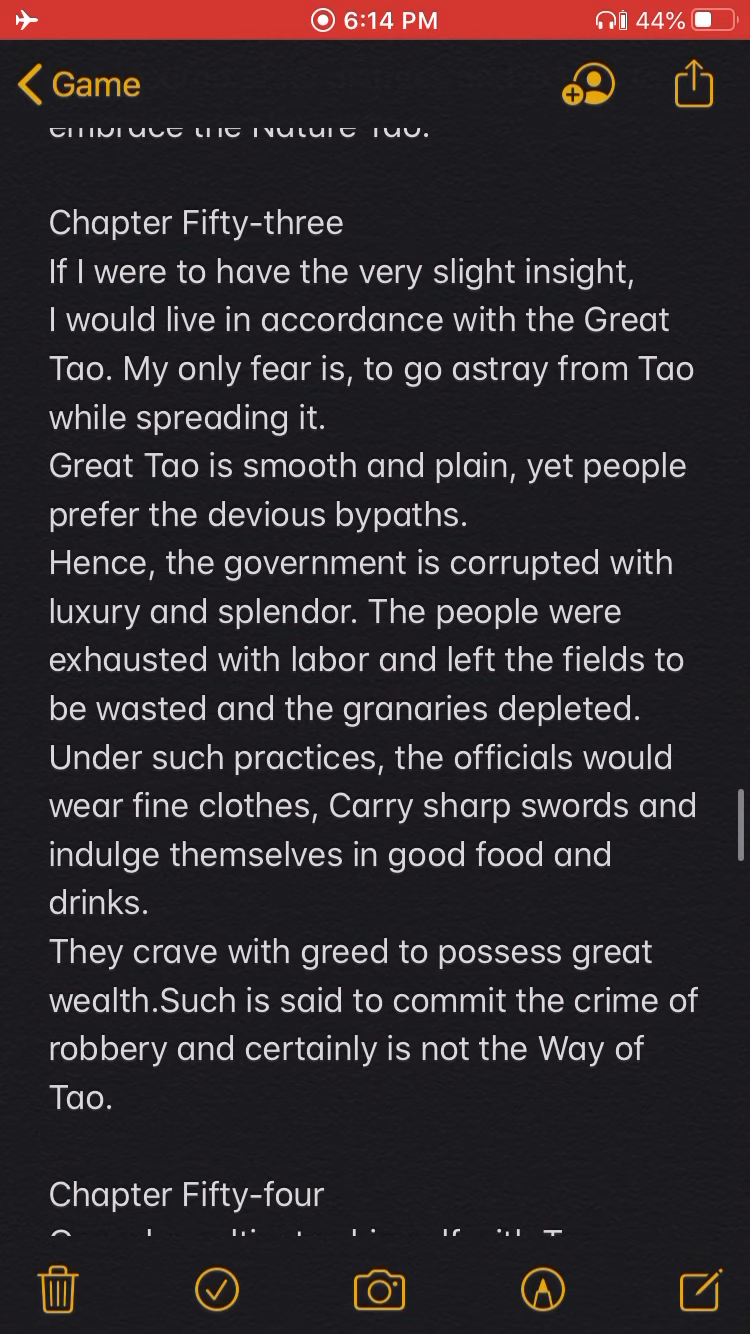 6:14 PM
44%
Game
embrace the Nature Tao.
Chapter Fifty-three
If I were to have the very slight insight,
I would live in accordance with the Great
Tao. My only fear is, to go astray from Tao
while spreading it.
Great Tao is smooth and plain, yet people
prefer the devious bypaths.
Hence, the government is corrupted with
luxury and splendor. The people were
exhausted with labor and left the fields to
be wasted and the granaries depleted.
Under such practices, the officials would
wear fine clothes, Carry sharp swords and
indulge themselves in good food and
drinks.
They crave with greed to possess great
wealth.Such is said to commit the crime of
robbery and certainly is not the Way of
Tao.
Chapter Fifty-four